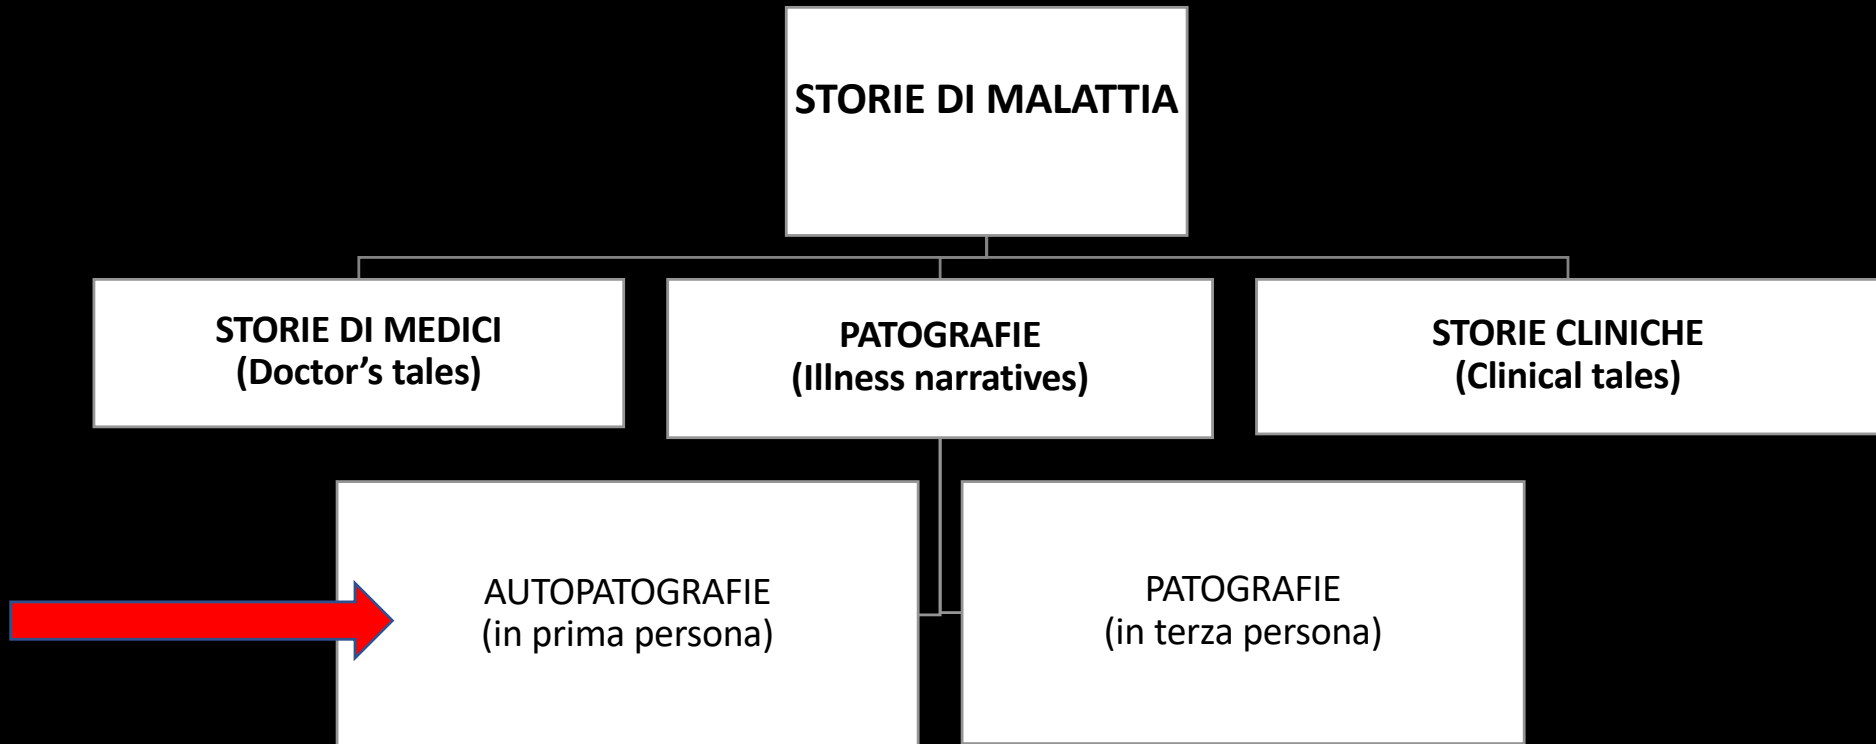 STORIE DI MALATTIA
STORIE DI MEDICI
(Doctor’s tales)
PATOGRAFIE
(Illness narratives)
STORIE CLINICHE
(Clinical tales)
AUTOPATOGRAFIE
(in prima persona)
PATOGRAFIE
(in terza persona)